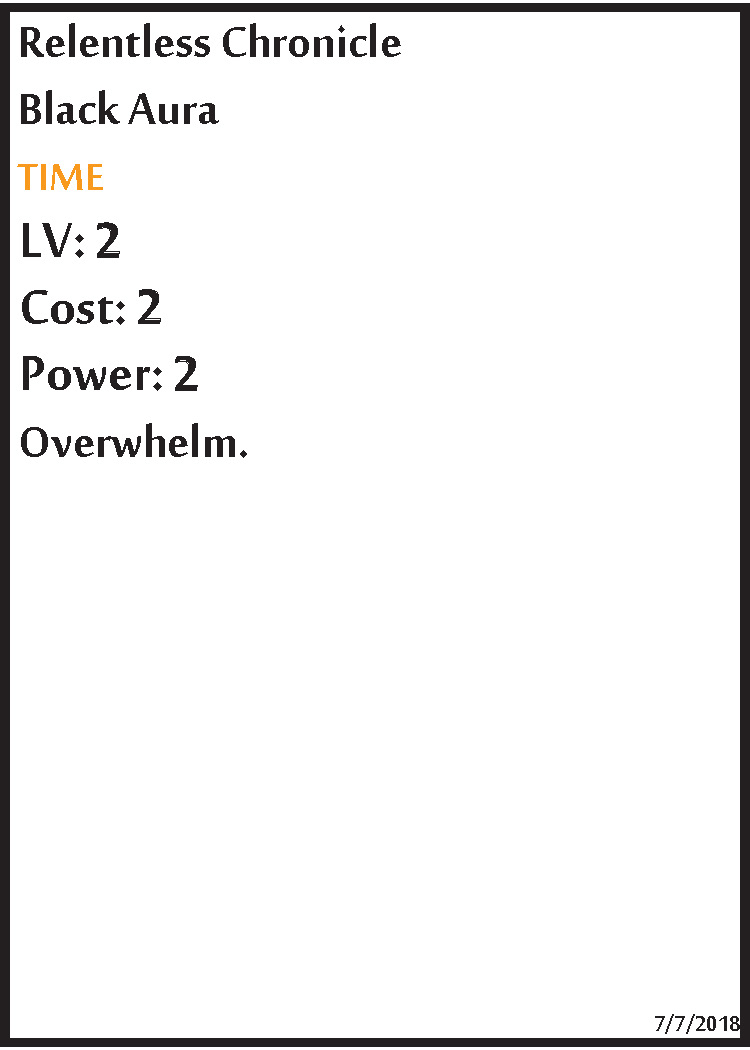 Relentless Chronicle
Black Aura
TIME
LV: 2
Cost: 2
Power: 2
Overwhelm.
7/7/2018